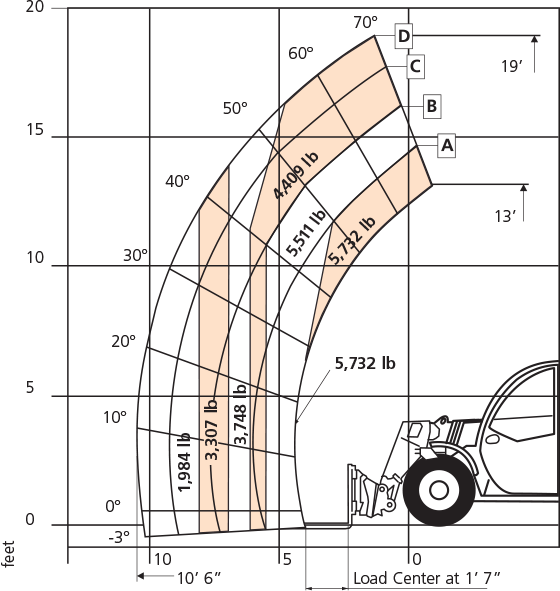 20
70°
D
60°
C
19’
50°
B
15
A
4,409 lb
40°
5,511 lb
5,732 lb
13’
30°
10
20°
5,732 lb
5
3,307 lb
3,748 lb
10°
1,984 lb
0°
0
-3°
feet
10
5
0
10’ 6”
Load Center at 1’ 7”